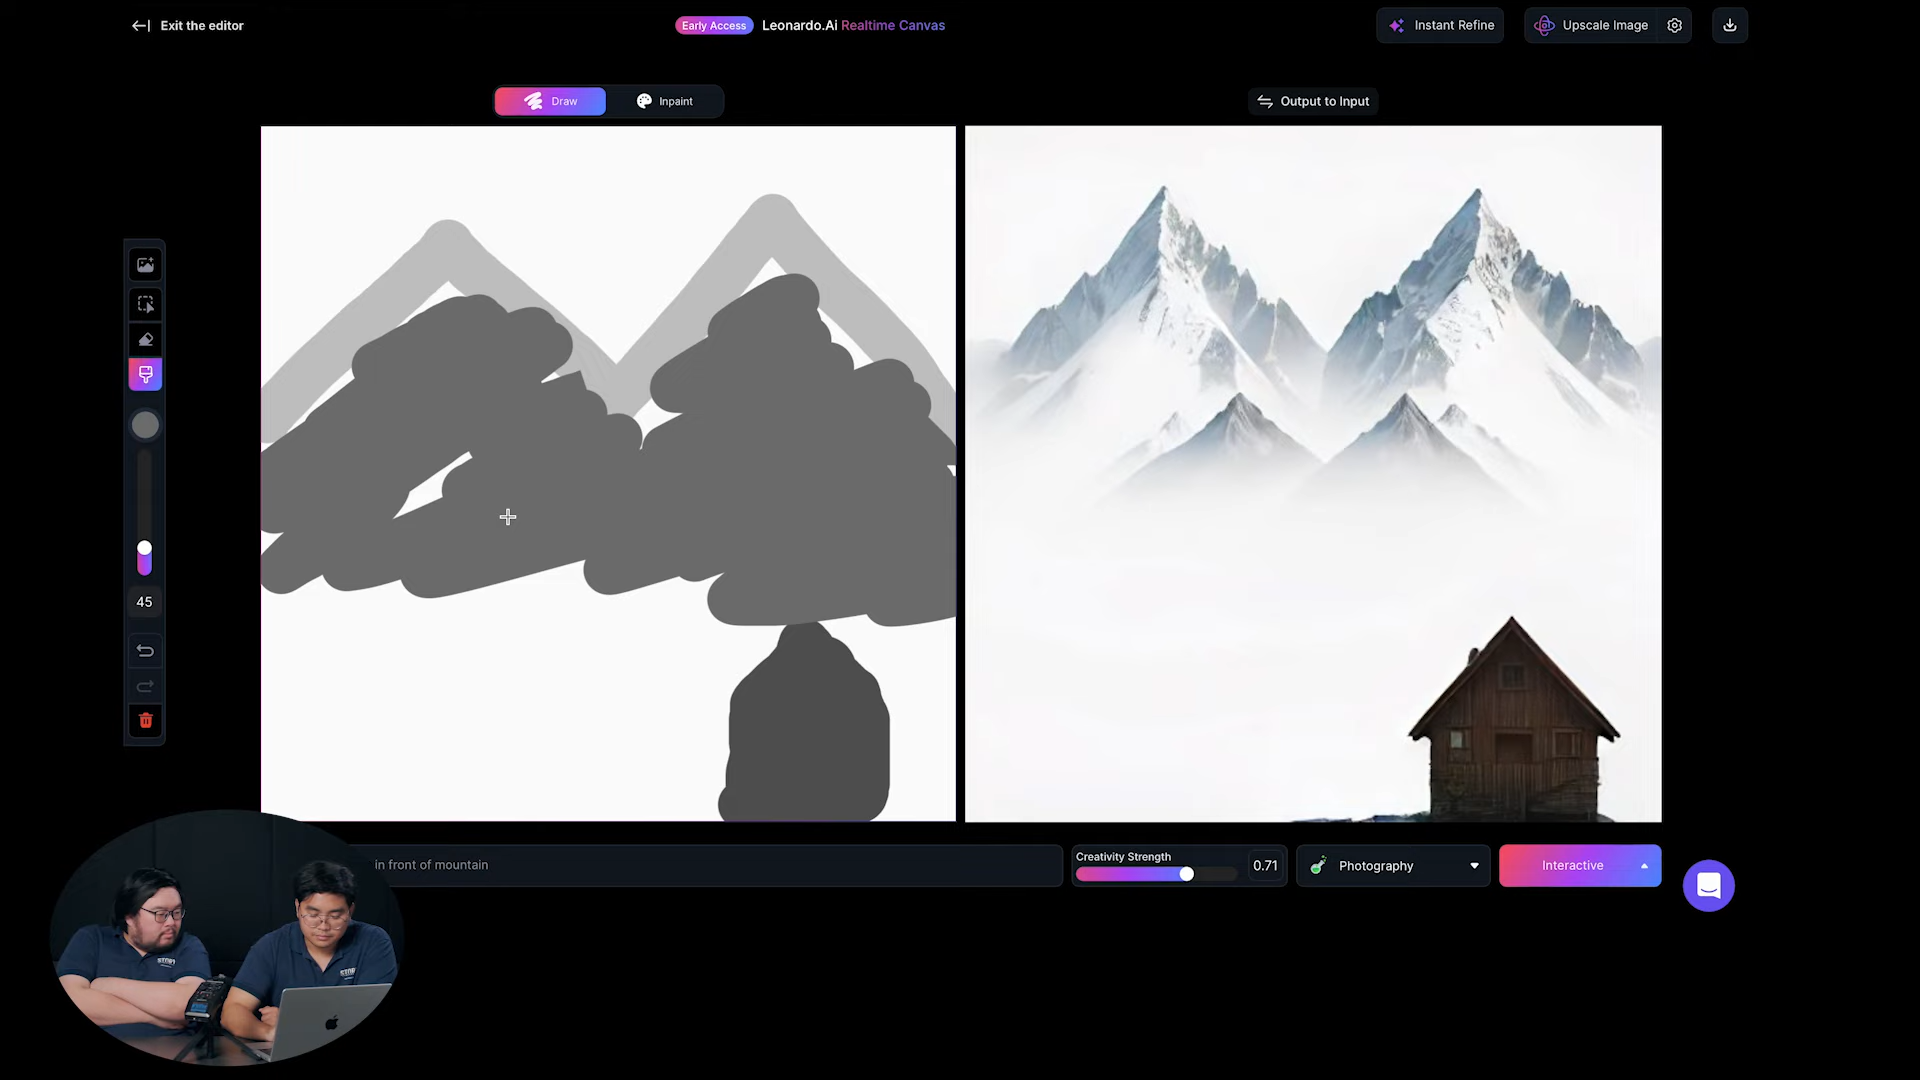 Exit the editor
Early Access Leonardo.Ai Realtime Canvas
Instant Refine
Upscale Image
Draw
Inpaint
Output to Input
45
in front of mountain
Creativity Strength
0.71
Photography
Interactive
STORY